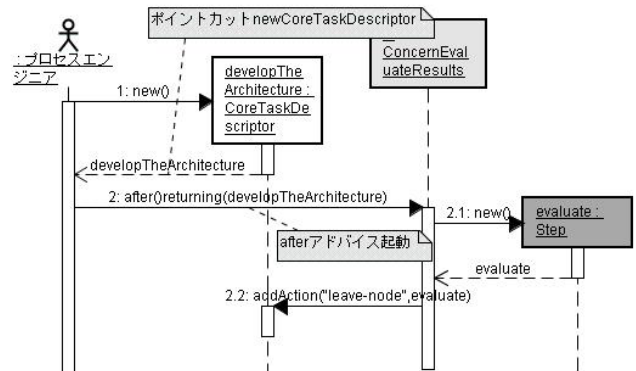 ポイントカットnewCoreTaskDescriptor
: プロセスエン
ジニア
developThe
Architecture :
CoreTaskDe
scriptor
ConcernEval
uateResults
1: new()
developTheArchitecture
2: after()returning(developTheArchitecture)
2.1: new()
evaluate :
Step
afterアドバイス起動
evaluate
2.2: addAction("leave-node",evaluate)